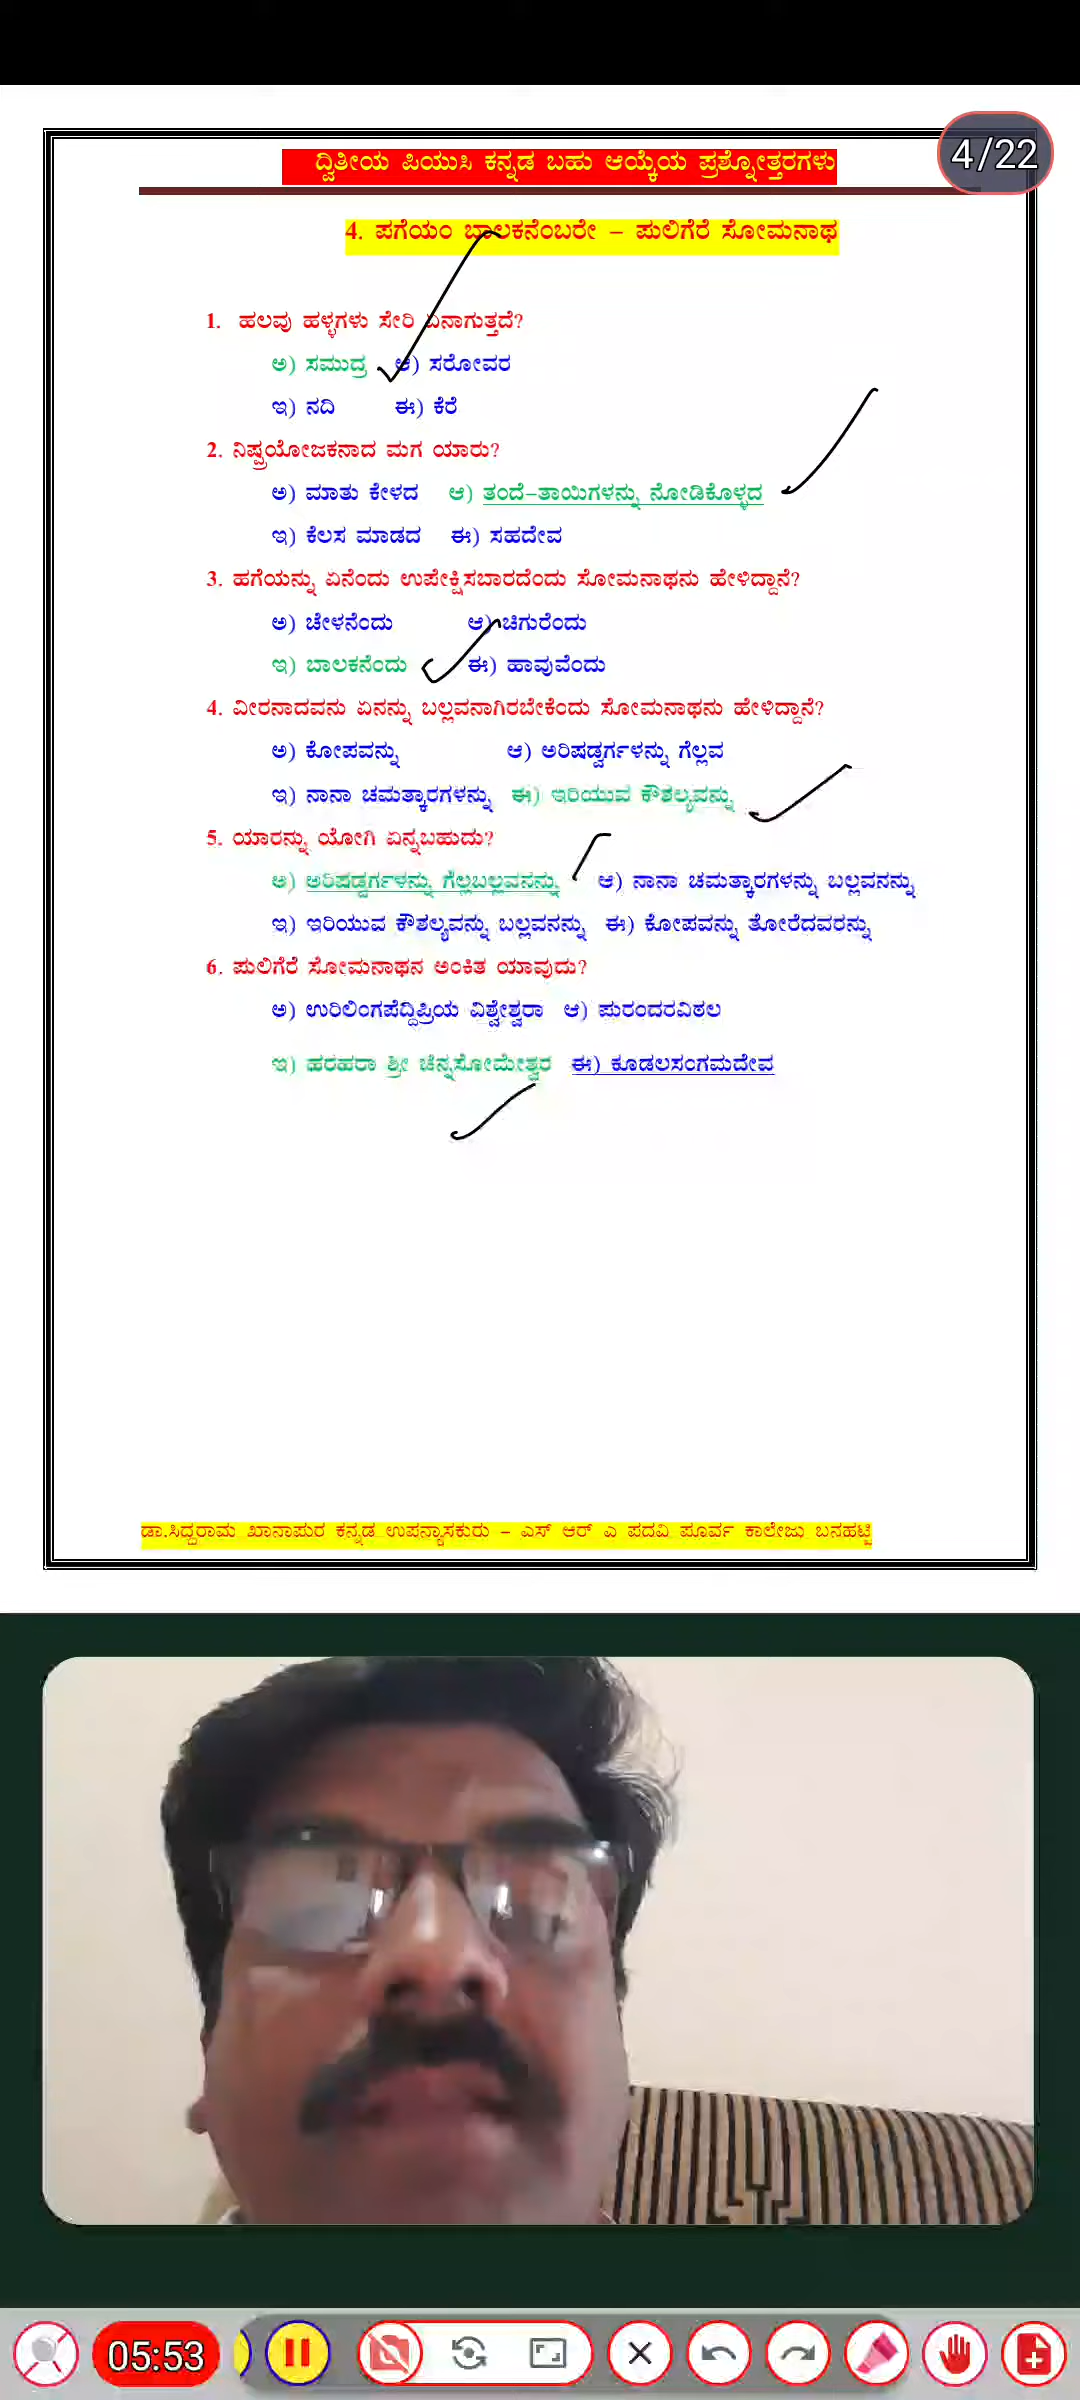 4/22
ದ್ವಿತೀಯ ಪಿಯುಸಿ ಕನ್ನಡ ಬಹು ಆಯ್ಕೆಯ ಪ್ರಶ್ನೋತ್ತರಗಳು
4. ಪಗೆಯಂ ಬಾಲಕನೆಂಬರೇ – ಪುಲಿಗೆರೆ ಸೋಮನಾಥ
1. ಹಲವು ಹಳ್ಳಗಳು ಸೇರಿ ಏನಾಗುತ್ತದೆ?
ಅ) ಸಮುದ್ರ ಆ) ಸರೋವರ
ಇ) ನದಿ ಈ) ಕೆರೆ
2. ನಿಷ್ಪ್ರಯೋಜಕನಾದ ಮಗ ಯಾರು?
ಅ) ಮಾತು ಕೇಳದ ಆ) ತಂದೆ–ತಾಯಿಗಳನ್ನು ನೋಡಿಕೊಳ್ಳದ
ಇ) ಕೆಲಸ ಮಾಡದ ಈ) ಸಹದೇವ
3. ಹಗೆಯನ್ನು ಏನೆಂದು ಉಪೇಕ್ಷಿಸಬಾರದೆಂದು ಸೋಮನಾಥನು ಹೇಳಿದ್ದಾನೆ?
ಅ) ಚೇಳನೆಂದು ಆ) ಚಿಗುರೆಂದು
ಇ) ಬಾಲಕನೆಂದು ಈ) ಹಾವುವೆಂದು
4. ವೀರನಾದವನು ಏನನ್ನು ಬಲ್ಲವನಾಗಿರಬೇಕೆಂದು ಸೋಮನಾಥನು ಹೇಳಿದ್ದಾನೆ?
ಅ) ಕೋಪವನ್ನು ಆ) ಅರಿಷಡ್ವರ್ಗಳನ್ನು ಗೆಲ್ಲವ
ಇ) ನಾನಾ ಚಮತ್ಕಾರಗಳನ್ನು ಈ) ಇರಿಯುವ ಕೌಶಲ್ಯವನ್ನು
5. ಯಾರನ್ನು ಯೋಗಿ ಏನ್ನಬಹುದು?
ಅ) ಅರಿಷಡ್ವರ್ಗಳನ್ನು ಗೆಲ್ಲಬಲ್ಲವನನ್ನು ಆ) ನಾನಾ ಚಮತ್ಕಾರಗಳನ್ನು ಬಲ್ಲವನನ್ನು
ಇ) ಇರಿಯುವ ಕೌಶಲ್ಯವನ್ನು ಬಲ್ಲವನನ್ನು ಈ) ಕೋಪವನ್ನು ತೋರೆದವರನ್ನು
6. ಪುಲಿಗೆರೆ ಸೋಮನಾಥನ ಅಂಕಿತ ಯಾವುದು?
ಅ) ಉರಿಲಿಂಗಪೆದ್ದಿಪ್ರಿಯ ವಿಶ್ವೇಶ್ವರಾ ಆ) ಪುರಂದರವಿಠಲ
ಇ) ಹರಹರಾ ಶ್ರೀ ಚೆನ್ನಸೋಮೇಶ್ವರ ಈ) ಕೂಡಲಸಂಗಮದೇವ
ಡಾ.ಸಿದ್ದರಾಮ ಖಾನಾಪುರ ಕನ್ನಡ ಉಪನ್ಯಾಸಕರು – ಎಸ್ ಆರ್ ಎ ಪದವಿ ಪೂರ್ವ ಕಾಲೇಜು ಬನಹಟ್ಟಿ
05:53